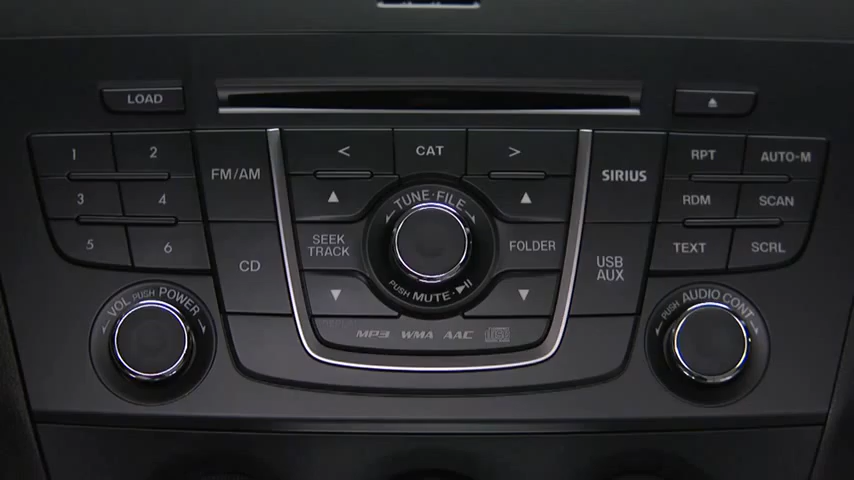 LOAD
⏏
1 2
3 4
5 6
FM/AM
CD
< CAT >
▲ ▲
TUNE·FILE
SEEK
TRACK
FOLDER
▼ ▼
PUSH MUTE·▶II
MP3 WMA AAC
SIRIUS
USB
AUX
RPT AUTO-M
RDM SCAN
TEXT SCRL
VOL PUSH POWER
PUSH AUDIO CONT